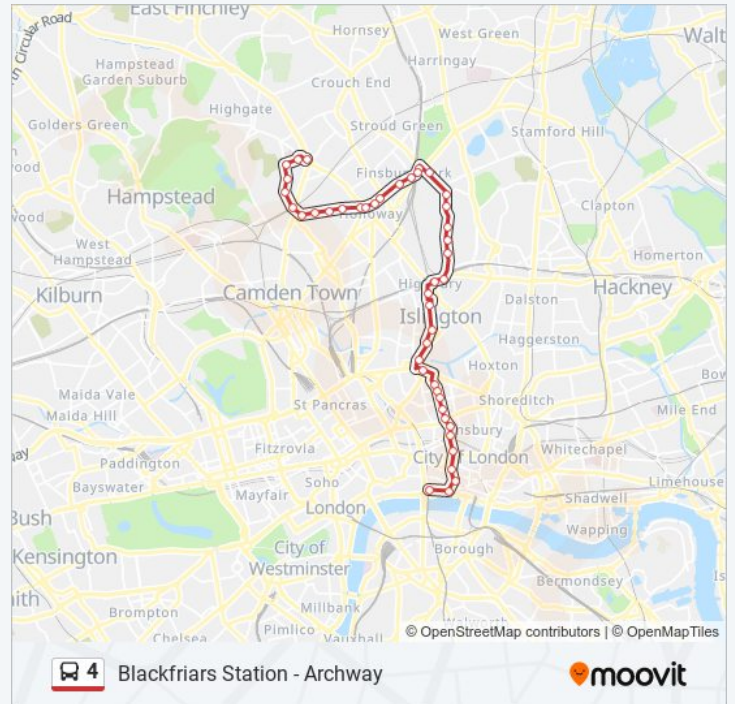 East Finchley
Hornsey
West Green
North Circular Road
Hampstead
Garden Suburb
Harringay
Crouch End
Highgate
Golders Green
Stroud Green
Stamford Hill
Finsbury Park
Hampstead
Holloway
Clapton
West
Hampstead
Homerton
Kilburn
Camden Town
Highbury
Hackney
Dalston
Islington
Haggerston
Hoxton
Maida Vale
Maida Hill
St Pancras
Shoreditch
Mile End
Fitzrovia
Whitechapel
City of London
Paddington
Soho
Limehouse
Bayswater
Mayfair
Shadwell
London
Wapping
City of
Westminster
Borough
Kensington
Bermondsey
Millbank
Brompton
Pimlico
Chelsea
Vauxhall
© OpenStreetMap contributors | © OpenMapTiles
4 Blackfriars Station - Archway
moovit